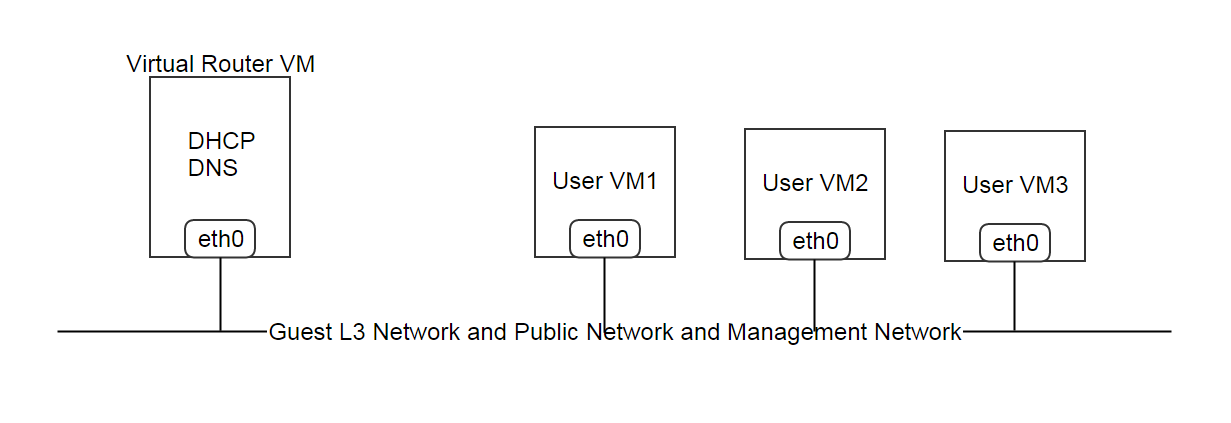 Virtual Router VM
DHCP
DNS
eth0
User VM1
eth0
User VM2
eth0
User VM3
eth0
Guest L3 Network and Public Network and Management Network